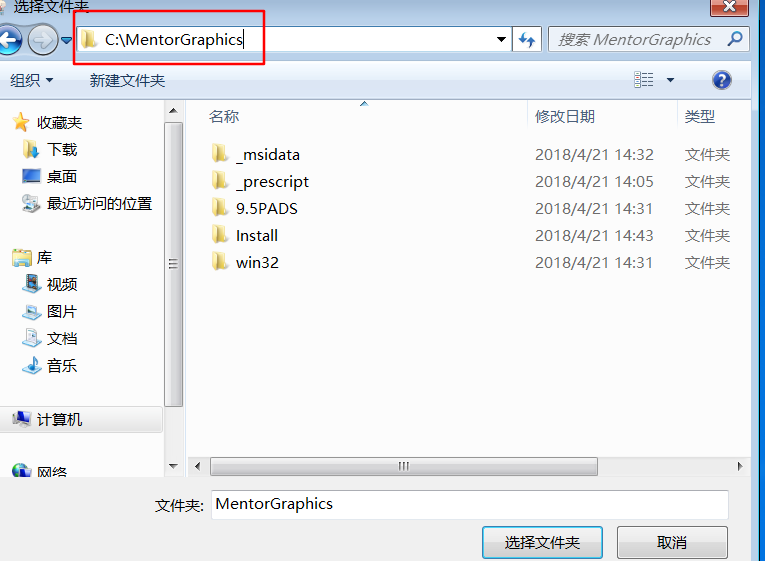 选择文件夹
C:\MentorGraphics
搜索 MentorGraphics
组织
新建文件夹
名称
修改日期
类型
收藏夹
下载
桌面
最近访问的位置
库
视频
图片
文档
音乐
计算机
网络
_msidata 2018/4/21 14:32 文件夹
_prescript 2018/4/21 14:05 文件夹
9.5PADS 2018/4/21 14:31 文件夹
Install 2018/4/21 14:43 文件夹
win32 2018/4/21 14:31 文件夹
文件夹: MentorGraphics
选择文件夹
取消